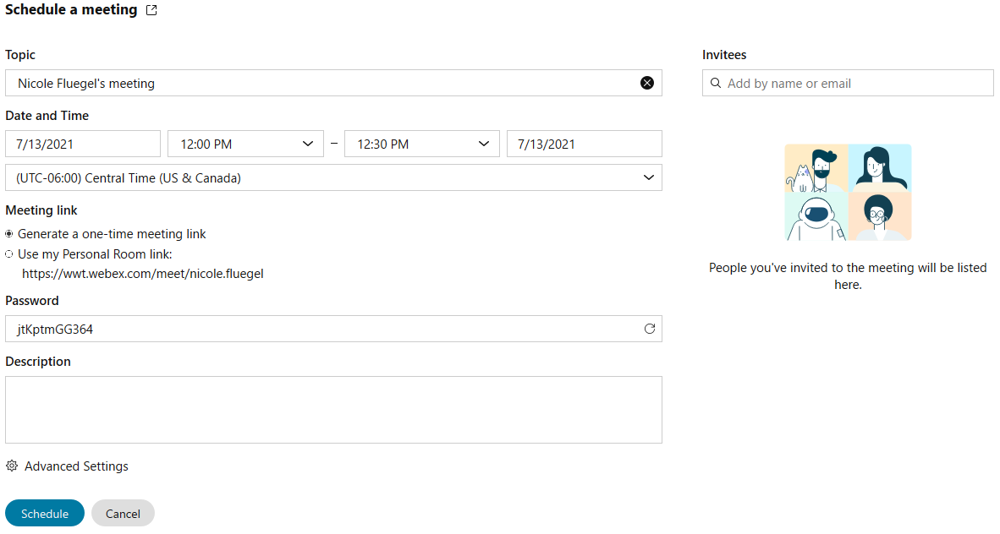 Schedule a meeting
Topic
Nicole Fluegel's meeting
Date and Time
7/13/2021 12:00 PM – 12:30 PM 7/13/2021
(UTC-06:00) Central Time (US & Canada)
Meeting link
Generate a one-time meeting link
Use my Personal Room link:
https://wwt.webex.com/meet/nicole.fluegel
Password
jtKptmGG364
Description
Advanced Settings
Schedule Cancel
Invitees
Add by name or email
People you've invited to the meeting will be listed
here.